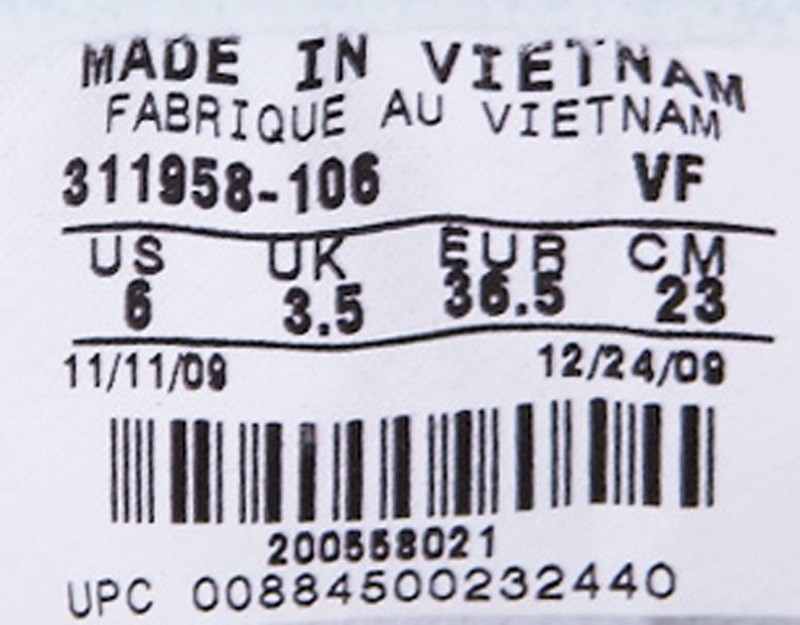 MADE IN VIETNAM
FABRIQUE AU VIETNAM
311958-106 VF
US UK EUR CM
6 3.5 36.5 23
11/11/09 12/24/09
200558021
UPC 00884500232440